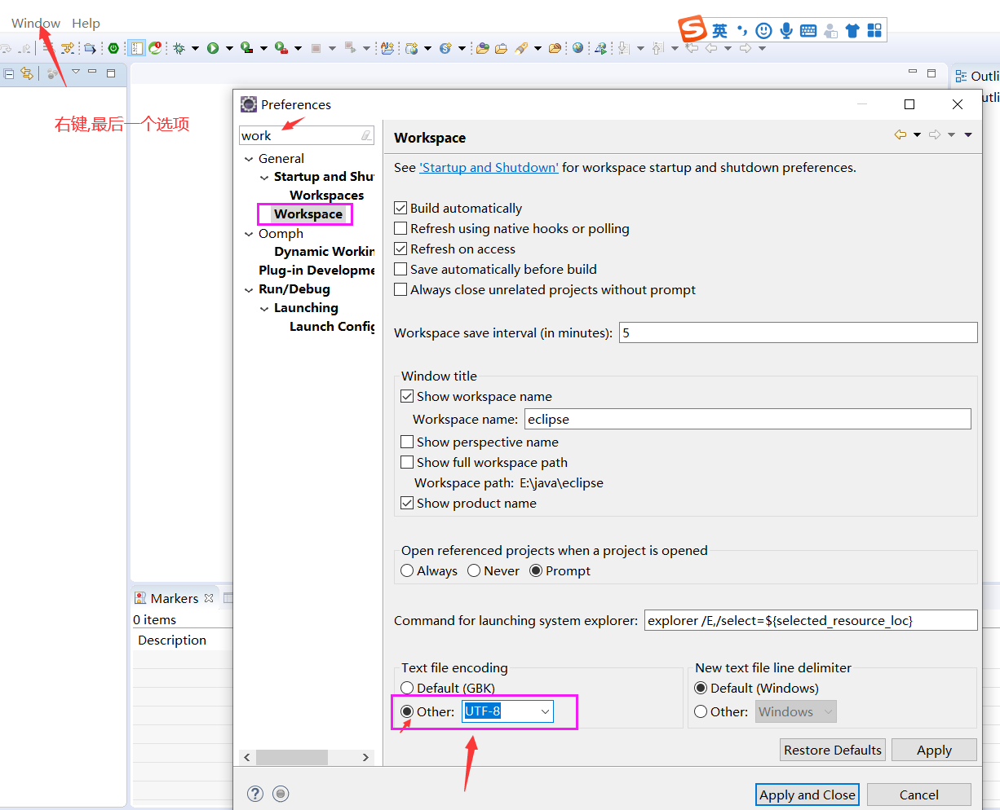 Window Help
英
Outli
utli
右键,最后一个选项
Preferences
work
General
Startup and Shu
Workspaces
Workspace
Oomph
Dynamic Workin
Plug-in Developme
Run/Debug
Launching
Launch Config
Workspace
See 'Startup and Shutdown' for workspace startup and shutdown preferences.
Build automatically
Refresh using native hooks or polling
Refresh on access
Save automatically before build
Always close unrelated projects without prompt
Workspace save interval (in minutes): 5
Window title
Show workspace name
Workspace name: eclipse
Show perspective name
Show full workspace path
Workspace path: E:\java\eclipse
Show product name
Open referenced projects when a project is opened
Always Never Prompt
Command for launching system explorer: explorer /E,/select=${selected_resource_loc}
Text file encoding
Default (GBK)
Other: UTF-8
New text file line delimiter
Default (Windows)
Other: Windows
Restore Defaults Apply
Apply and Close Cancel
Markers
0 items
Description